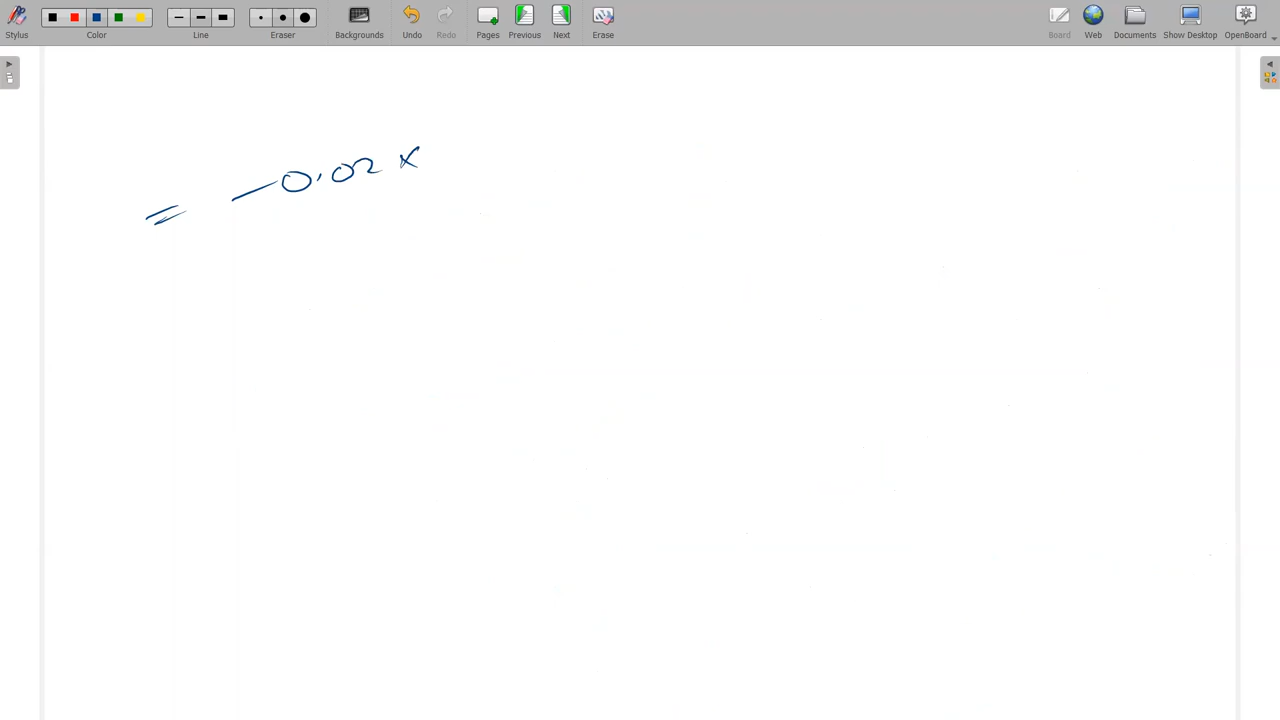 Stylus
Color
Line
Eraser
Backgrounds
Undo
Redo
Pages
Previous
Next
Erase
Board
Web
Documents
Show Desktop
OpenBoard
= -0.02 x